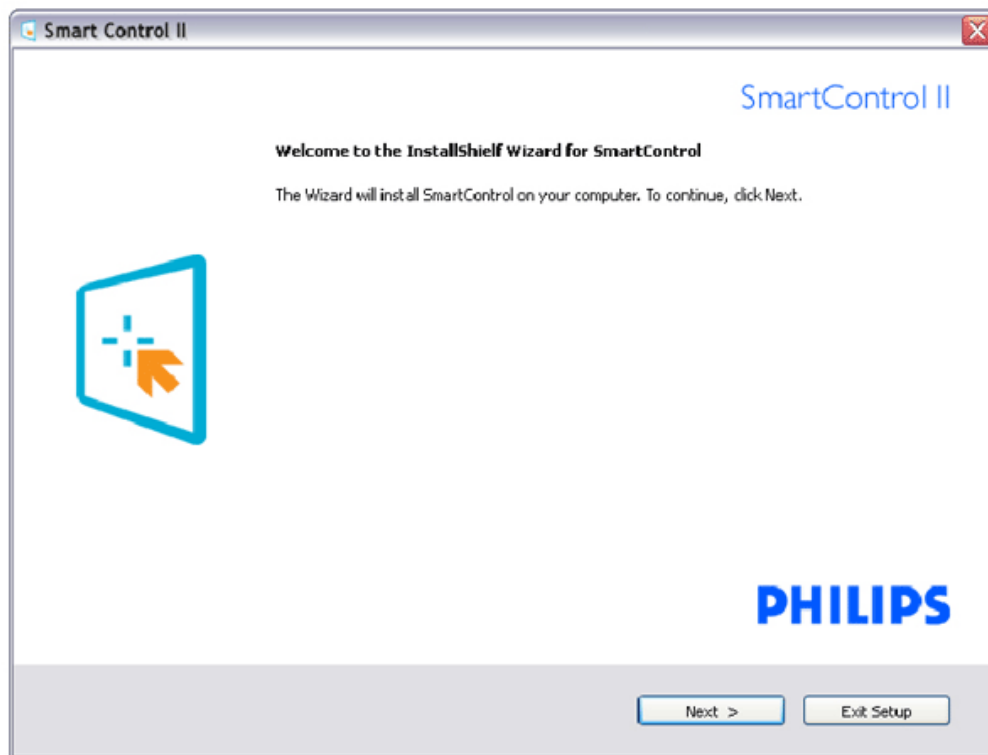 Smart Control II
SmartControl II
Welcome to the InstallShield Wizard for SmartControl
The Wizard will install SmartControl on your computer. To continue, click Next.
PHILIPS
Next >
Exit Setup